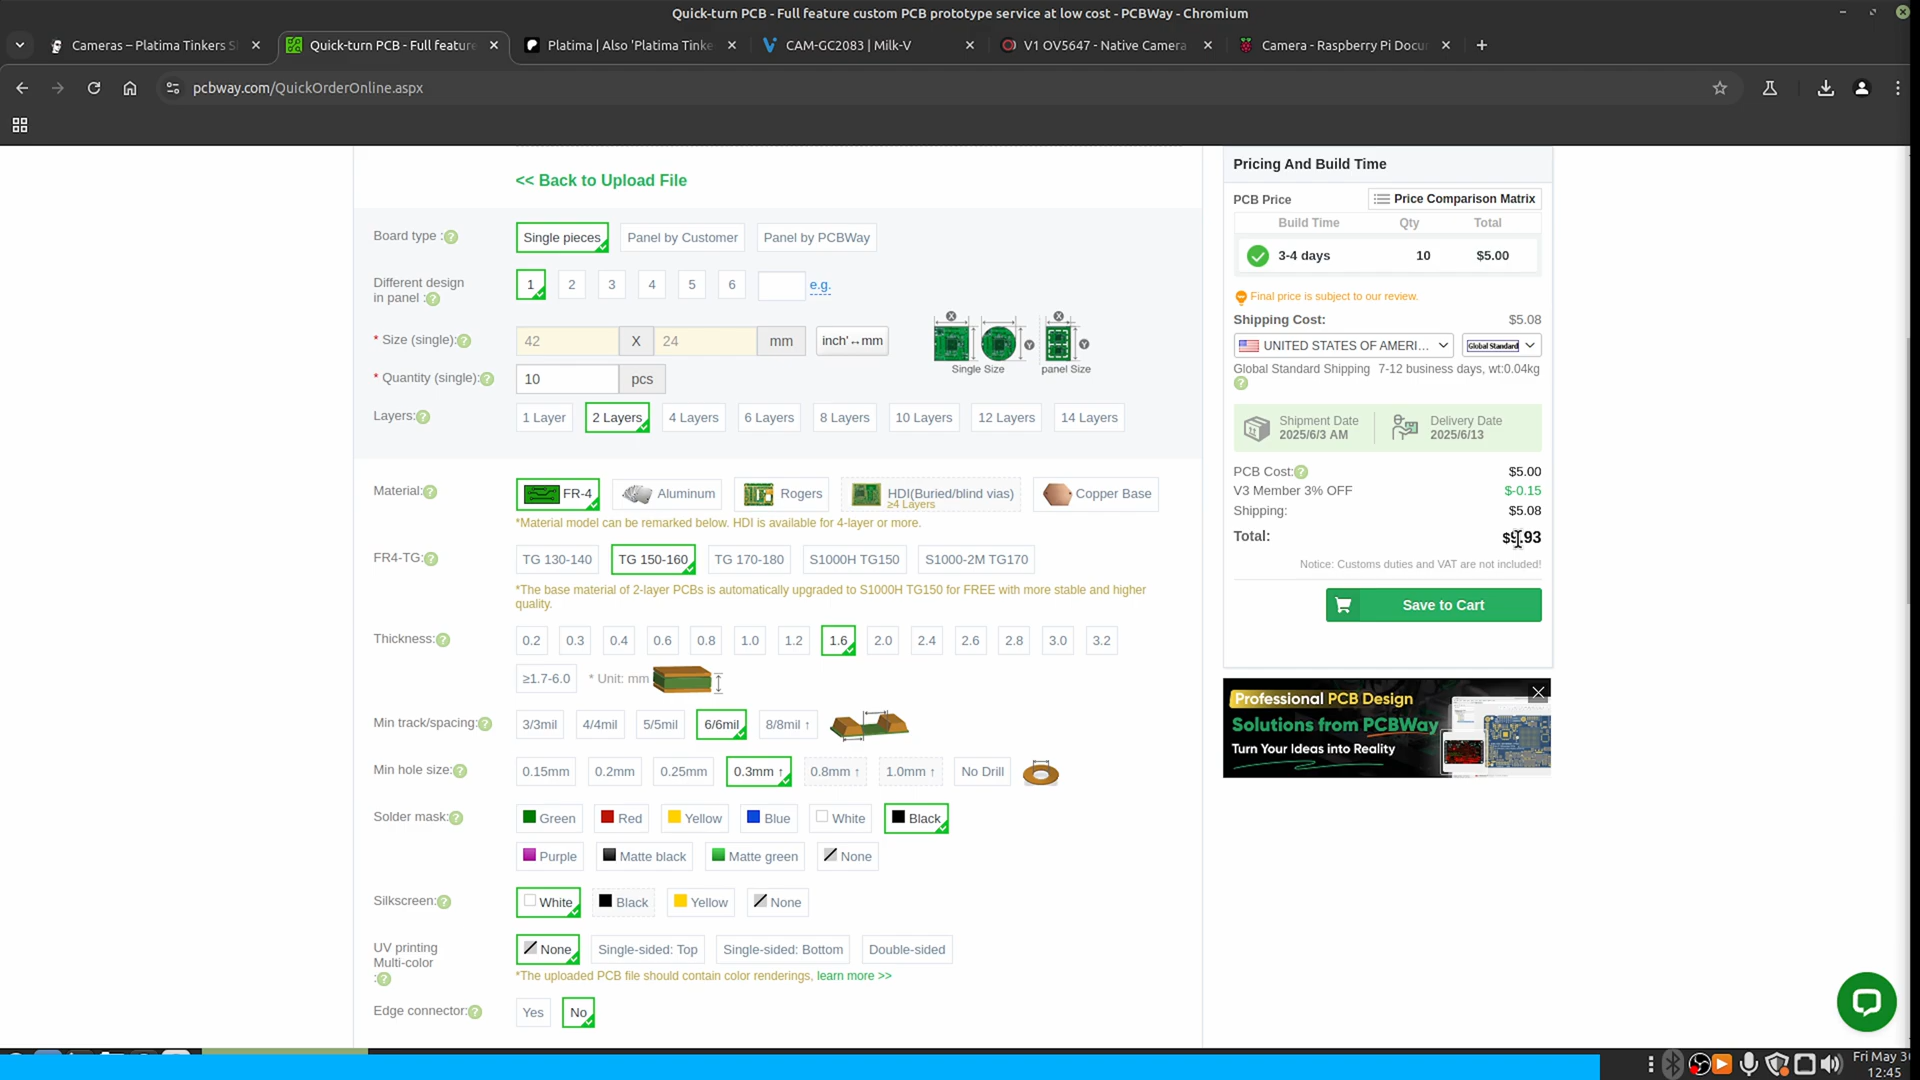 Quick-turn PCB - Full feature custom PCB prototype service at low cost - PCBWay - Chromium
Cameras – Platima Tinkers S
Quick-turn PCB - Full feature
Platima | Also 'Platima Tinke
CAM-GC2083 | Milk-V
V1 OV5647 - Native Camera
Camera - Raspberry Pi Docu
pcbway.com/QuickOrderOnline.aspx
<< Back to Upload File
Board type :
Single pieces
Panel by Customer
Panel by PCBWay
Different design in panel :
1 2 3 4 5 6
e.g.
* Size (single):
42 X 24 mm
inch'↔mm
X Y X Y
Single Size
panel Size
* Quantity (single):
10 pcs
Layers:
1 Layer
2 Layers
4 Layers
6 Layers
8 Layers
10 Layers
12 Layers
14 Layers
Material:
FR-4
Aluminum
Rogers
HDI(Buried/blind vias)
≥4 Layers
Copper Base
*Material model can be remarked below. HDI is available for 4-layer or more.
FR4-TG:
TG 130-140
TG 150-160
TG 170-180
S1000H TG150
S1000-2M TG170
*The base material of 2-layer PCBs is automatically upgraded to S1000H TG150 for FREE with more stable and higher
quality.
Thickness:
0.2 0.3 0.4 0.6 0.8 1.0 1.2 1.6 2.0 2.4 2.6 2.8 3.0 3.2
≥1.7-6.0
* Unit: mm
Min track/spacing:
3/3mil
4/4mil
5/5mil
6/6mil
8/8mil ↑
Min hole size:
0.15mm
0.2mm
0.25mm
0.3mm ↑
0.8mm ↑
1.0mm ↑
No Drill
Solder mask:
Green
Red
Yellow
Blue
White
Black
Purple
Matte black
Matte green
None
Silkscreen:
White
Black
Yellow
None
UV printing
Multi-color
:
None
Single-sided: Top
Single-sided: Bottom
Double-sided
*The uploaded PCB file should contain color renderings, learn more >>
Edge connector:
Yes
No
Pricing And Build Time
PCB Price
Price Comparison Matrix
Build Time Qty Total
3-4 days 10 $5.00
Final price is subject to our review.
Shipping Cost: $5.08
UNITED STATES OF AMERI...
Global Standard
Global Standard Shipping 7-12 business days, wt:0.04kg
Shipment Date
2025/6/3 AM
Delivery Date
2025/6/13
PCB Cost: $5.00
V3 Member 3% OFF $-0.15
Shipping: $5.08
Total: $9.93
Notice: Customs duties and VAT are not included!
Save to Cart
Professional PCB Design
Solutions from PCBWay
Turn Your Ideas into Reality
Fri May 3
12:45